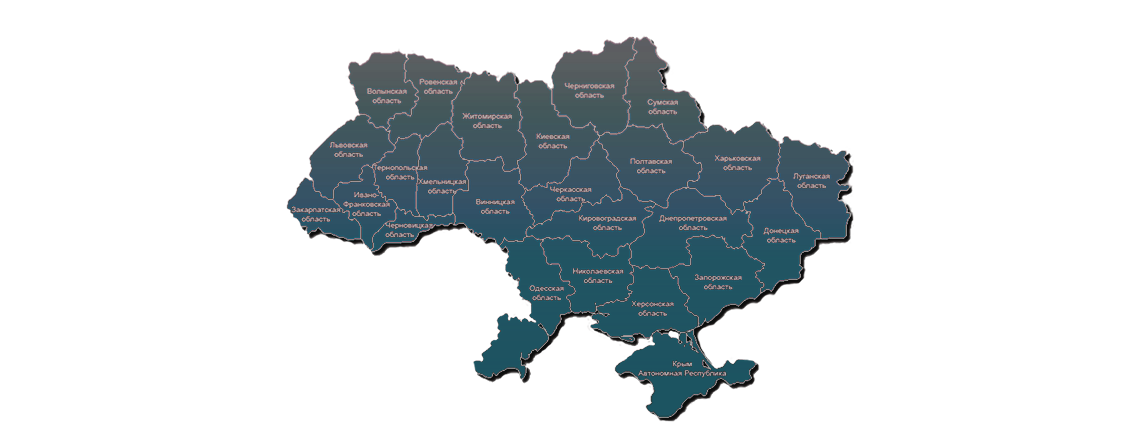 Волынская
область
Ровенская
область
Житомирская
область
Киевская
область
Черниговская
область
Сумская
область
Львовская
область
Тернопольская
область
Хмельницкая
область
Ивано-
Франковская
область
Закарпатская
область
Черновицкая
область
Винницкая
область
Черкасская
область
Полтавская
область
Харьковская
область
Луганская
область
Кировоградская
область
Днепропетровская
область
Донецкая
область
Одесская
область
Николаевская
область
Запорожская
область
Херсонская
область
Крым
Автономная Республика